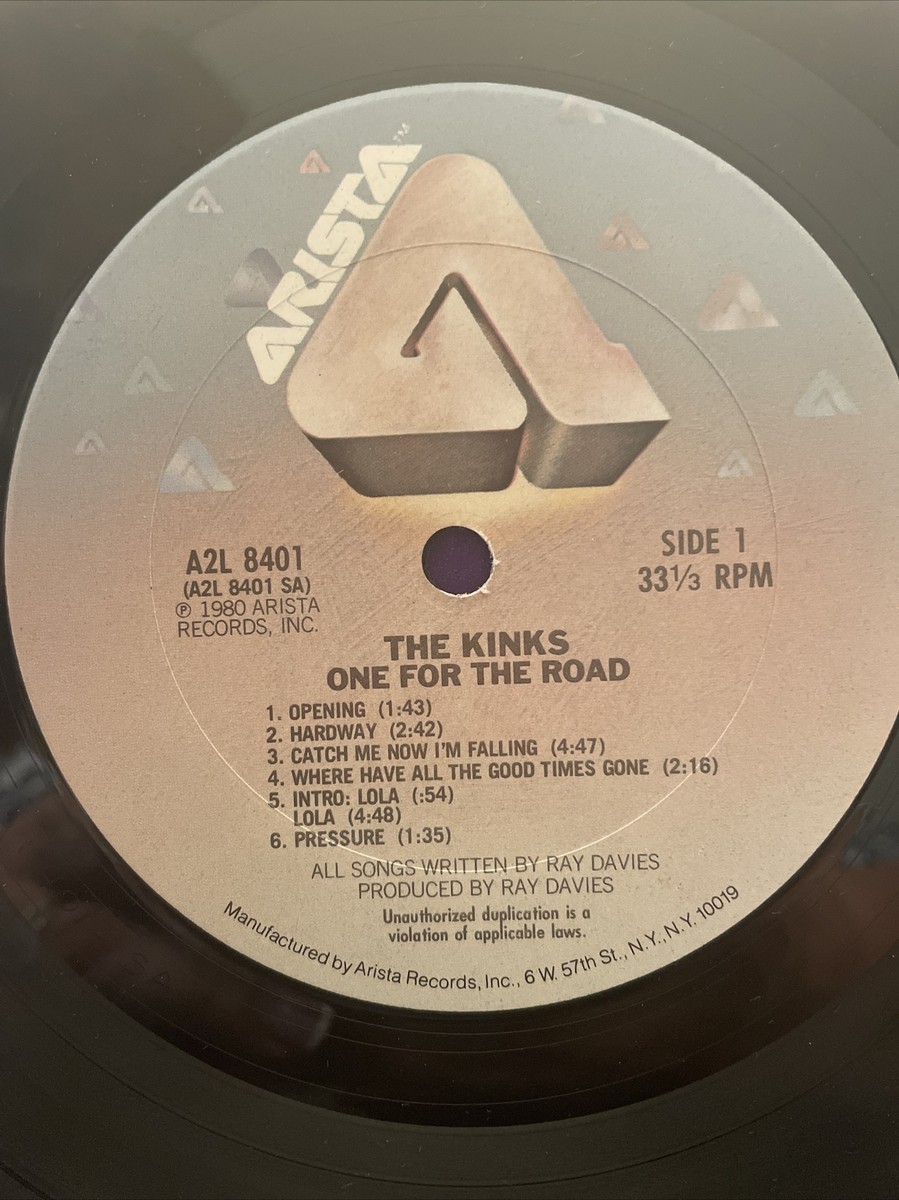 ARISTA™
A2L 8401
(A2L 8401 SA)
℗ 1980 ARISTA
RECORDS, INC.
SIDE 1
33⅓ RPM
THE KINKS
ONE FOR THE ROAD
1. OPENING (1:43)
2. HARDWAY (2:42)
3. CATCH ME NOW I'M FALLING (4:47)
4. WHERE HAVE ALL THE GOOD TIMES GONE (2:16)
5. INTRO: LOLA (:54)
LOLA (4:48)
6. PRESSURE (1:35)
ALL SONGS WRITTEN BY RAY DAVIES
PRODUCED BY RAY DAVIES
Unauthorized duplication is a
violation of applicable laws.
Manufactured by Arista Records, Inc., 6 W. 57th St., N.Y., N.Y. 10019